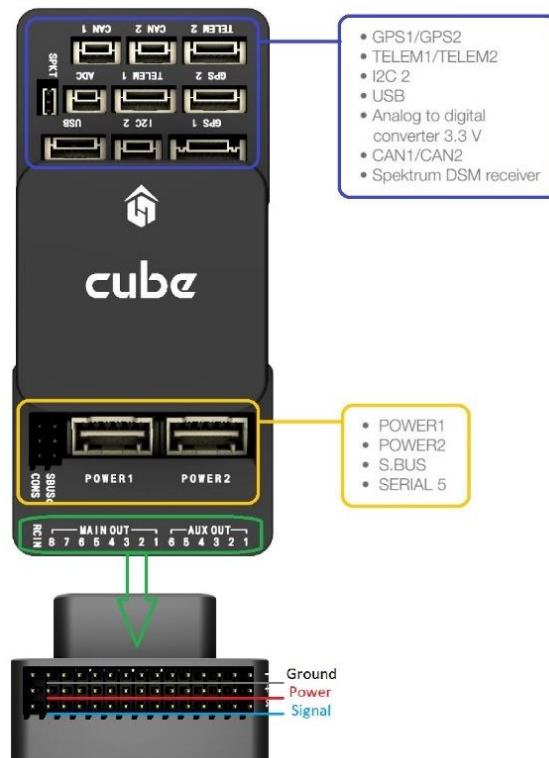 CAN 1 CAN 2 TELEM 2
SPKT ADC TELEM 1 GPS 2
USB I2C 2 GPS 1
• GPS1/GPS2
• TELEM1/TELEM2
• I2C 2
• USB
• Analog to digital
converter 3.3 V
• CAN1/CAN2
• Spektrum DSM receiver
cube
POWER1 POWER2
CONS
• POWER1
• POWER2
• S.BUS
• SERIAL 5
RCIN MAIN OUT AUX OUT
8 7 6 5 4 3 2 1 6 5 4 3 2 1
Ground
Power
Signal